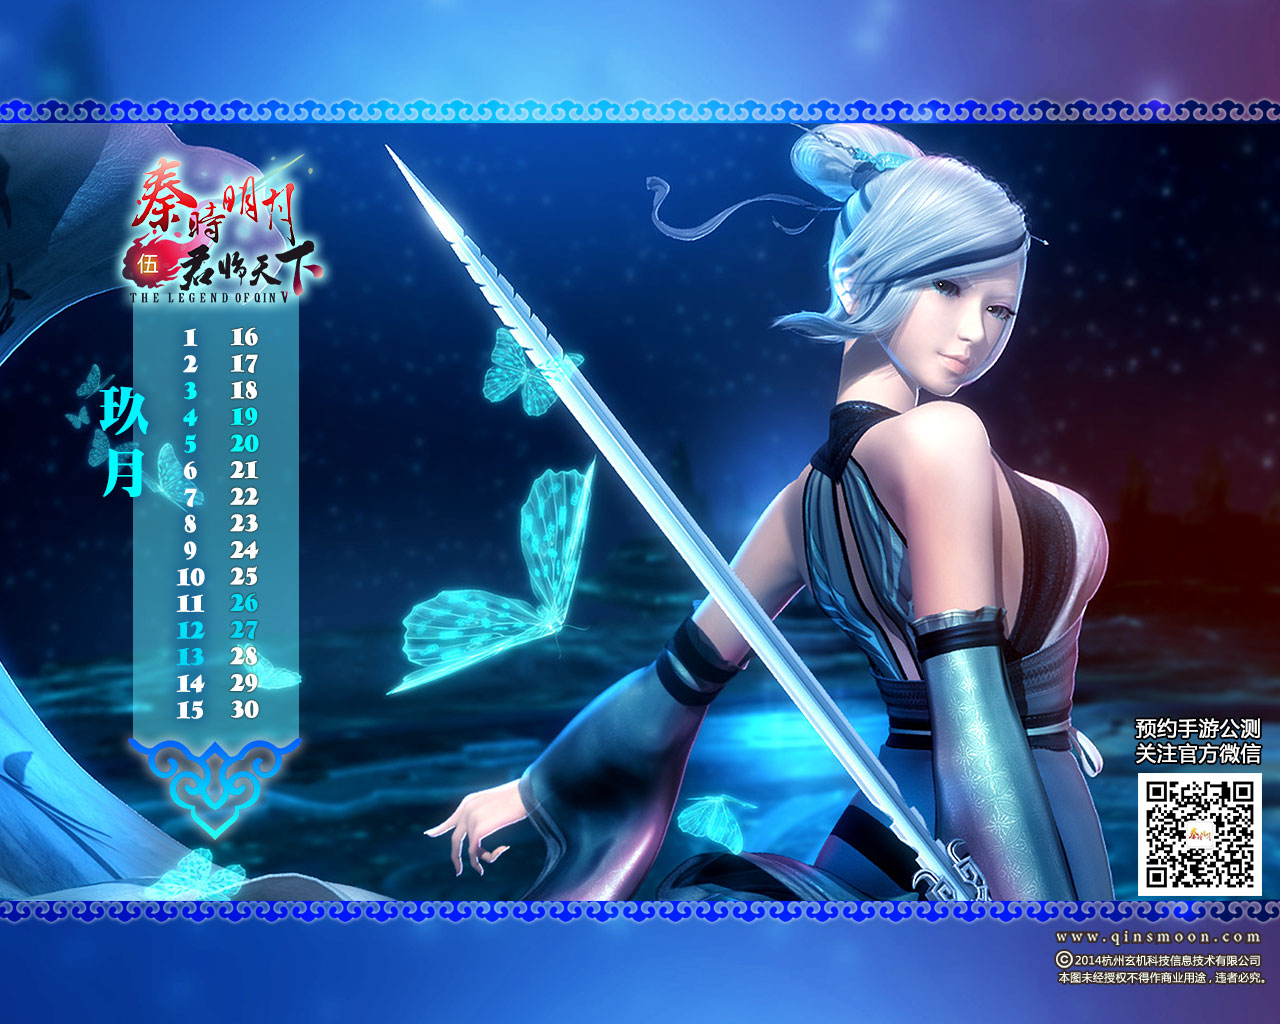 秦時明月
伍 君临天下
THE LEGEND OF QIN V
玖月
1 16
2 17
3 18
4 19
5 20
6 21
7 22
8 23
9 24
10 25
11 26
12 27
13 28
14 29
15 30
预约手游公测
关注官方微信
www.qinsmoon.com
©2014杭州玄机科技信息技术有限公司
本图未经授权不得作商业用途，违者必究。